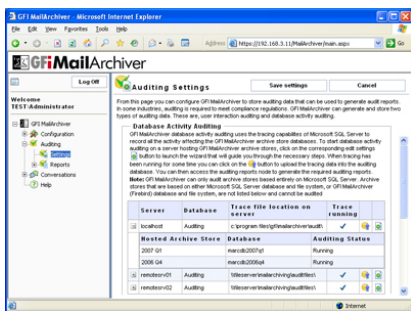 GFI MailArchiver - Microsoft Internet Explorer
File Edit View Favorites Tools Help
Address https://192.168.3.11/MailArchiver/main.aspx Go
GFI MailArchiver
Log Off
Welcome
TEST\Administrator
GFI MailArchiver
Configuration
Auditing
Settings
Reports
Conversations
Help
Auditing Settings
Save settings Cancel
From this page you can configure GFI MailArchiver to store auditing data that can be used to generate audit reports.
In some industries, auditing is required to meet compliance regulations. GFI MailArchiver can generate and store two
types of auditing data. These are, user interaction auditing and database activity auditing.
Database Activity Auditing
GFI MailArchiver database activity auditing uses the tracing capabilities of Microsoft SQL Server to
record all the activity affecting the GFI MailArchiver archive store databases. To start database activity
auditing on a server hosting GFI MailArchiver archive stores, click on the corresponding edit settings
button to launch the wizard that will guide you through the necessary steps. When tracing has
been running for some time you can click on the button to upload the tracing data into the auditing
database. You can then access the auditing reports node to generate the required auditing reports.
Note: GFI MailArchiver can only audit archive stores based entirely on Microsoft SQL Server. Archive
stores that are based on either Microsoft SQL Server database and file system, or GFI MailArchiver
(Firebird) database and file system, are not listed below and cannot be audited
Server Database Trace file location on server Trace running
localhost Auditing c:\program files\gfi\mailarchiver\audit\
Hosted Archive Store Database Auditing Status
2007 Q1 marcdb2007q1 Running
2006 Q4 marcdb2006q4 Running
remotesrv01 Auditing \\fileserver\mailarchiving\auditfiles\
remotesrv02 Auditing \\fileserver\mailarchiving\auditfiles\
Internet